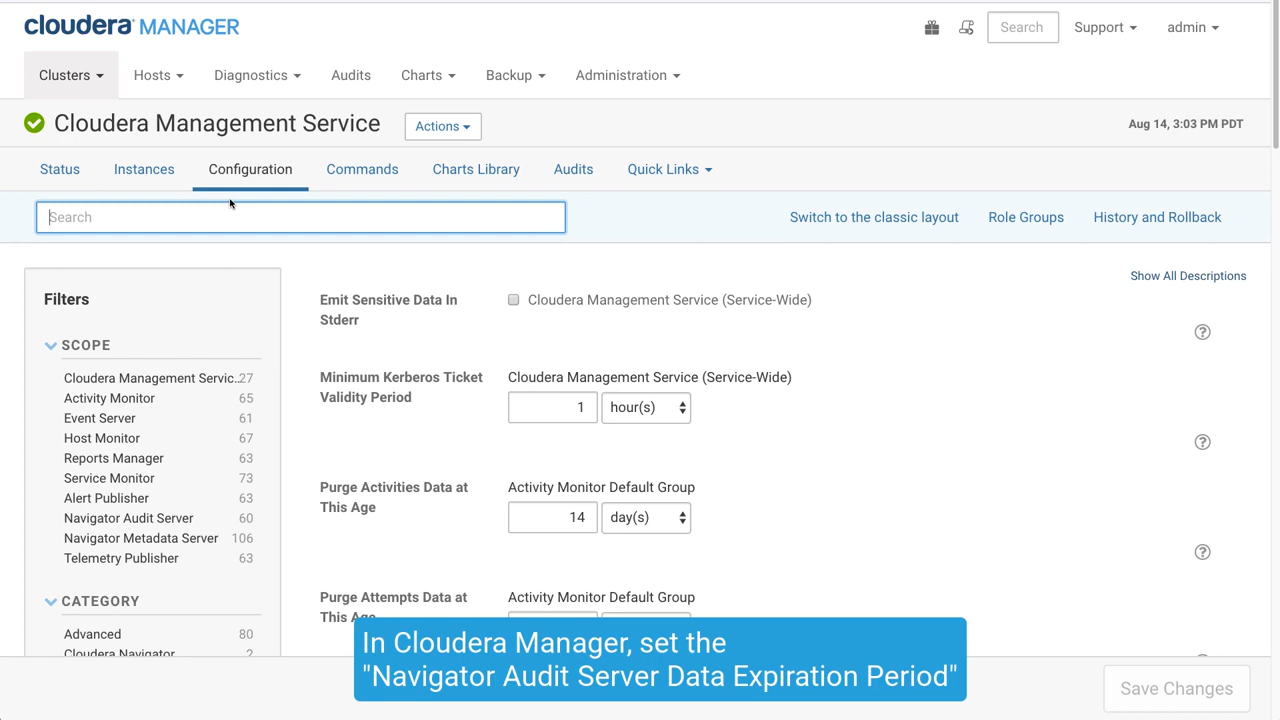 cloudera MANAGER
Search
Support
admin
Clusters
Hosts
Diagnostics
Audits
Charts
Backup
Administration
Cloudera Management Service
Actions
Aug 14, 3:03 PM PDT
Status
Instances
Configuration
Commands
Charts Library
Audits
Quick Links
Search
Switch to the classic layout
Role Groups
History and Rollback
Show All Descriptions
Filters
SCOPE
Cloudera Management Servic... 27
Activity Monitor 65
Event Server 61
Host Monitor 67
Reports Manager 63
Service Monitor 73
Alert Publisher 63
Navigator Audit Server 60
Navigator Metadata Server 106
Telemetry Publisher 63
CATEGORY
Advanced 80
Cloudera Navigator 2
Emit Sensitive Data In
Stderr
Cloudera Management Service (Service-Wide)
?
Minimum Kerberos Ticket
Validity Period
Cloudera Management Service (Service-Wide)
1 hour(s)
?
Purge Activities Data at
This Age
Activity Monitor Default Group
14 day(s)
?
Purge Attempts Data at
This Age
Activity Monitor Default Group
In Cloudera Manager, set the
"Navigator Audit Server Data Expiration Period"
Save Changes